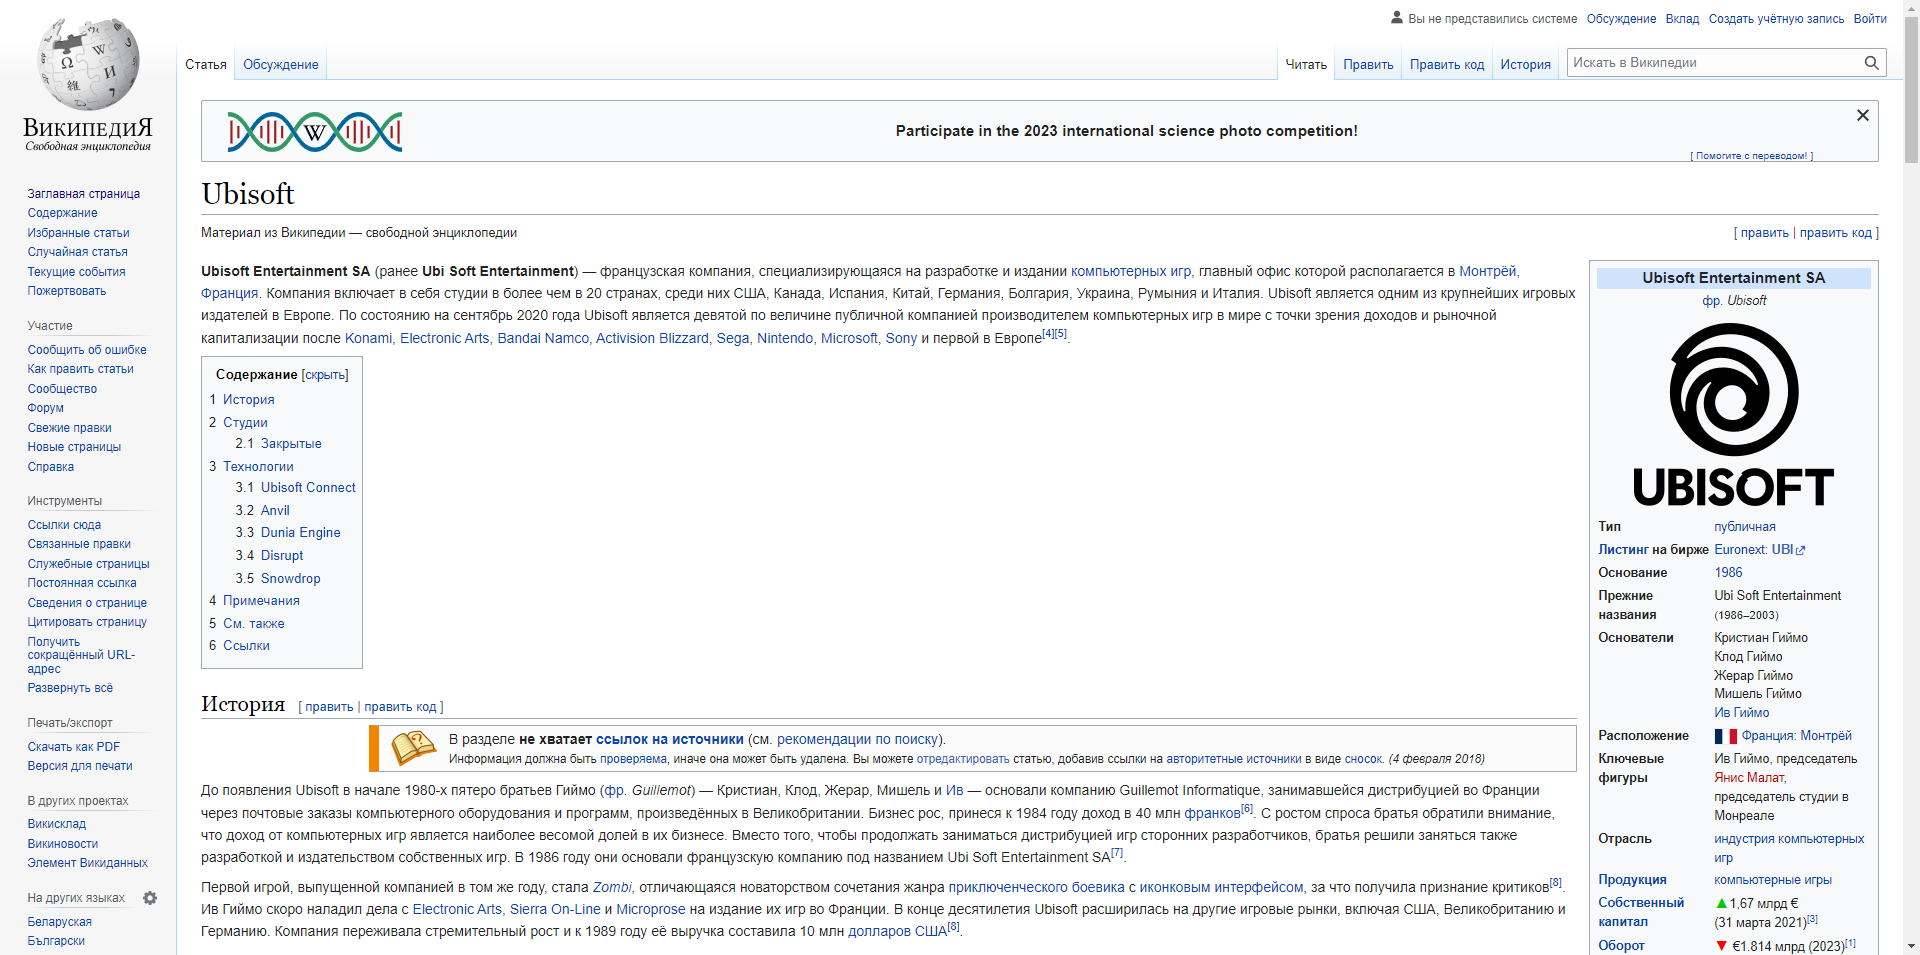 Вы не представились системе Обсуждение Вклад Создать учётную запись Войти
Статья Обсуждение Читать Править Править код История Искать в Википедии
W
Ω W И 維
ВИКИПЕДИЯ
Свободная энциклопедия
Заглавная страница
Содержание
Избранные статьи
Случайная статья
Текущие события
Пожертвовать
Участие
Сообщить об ошибке
Как править статьи
Сообщество
Форум
Свежие правки
Новые страницы
Справка
Инструменты
Ссылки сюда
Связанные правки
Служебные страницы
Постоянная ссылка
Сведения о странице
Цитировать страницу
Получить
сокращённый URL-
адрес
Развернуть всё
Печать/экспорт
Скачать как PDF
Версия для печати
В других проектах
Викисклад
Викиновости
Элемент Викиданных
На других языках
Беларуская
Български
Participate in the 2023 international science photo competition!
[ Помогите с переводом! ]
Ubisoft
Материал из Википедии — свободной энциклопедии
[ править | править код ]
Ubisoft Entertainment SA (ранее Ubi Soft Entertainment) — французская компания, специализирующаяся на разработке и издании компьютерных игр, главный офис которой располагается в Монтрёй,
Франция. Компания включает в себя студии в более чем в 20 странах, среди них США, Канада, Испания, Китай, Германия, Болгария, Украина, Румыния и Италия. Ubisoft является одним из крупнейших игровых
издателей в Европе. По состоянию на сентябрь 2020 года Ubisoft является девятой по величине публичной компанией производителем компьютерных игр в мире с точки зрения доходов и рыночной
капитализации после Konami, Electronic Arts, Bandai Namco, Activision Blizzard, Sega, Nintendo, Microsoft, Sony и первой в Европе[4][5].
Содержание [скрыть]
1 История
2 Студии
2.1 Закрытые
3 Технологии
3.1 Ubisoft Connect
3.2 Anvil
3.3 Dunia Engine
3.4 Disrupt
3.5 Snowdrop
4 Примечания
5 См. также
6 Ссылки
История [ править | править код ]
В разделе не хватает ссылок на источники (см. рекомендации по поиску).
Информация должна быть проверяема, иначе она может быть удалена. Вы можете отредактировать статью, добавив ссылки на авторитетные источники в виде сносок. (4 февраля 2018)
До появления Ubisoft в начале 1980-х пятеро братьев Гиймо (фр. Guillemot) — Кристиан, Клод, Жерар, Мишель и Ив — основали компанию Guillemot Informatique, занимавшейся дистрибуцией во Франции
через почтовые заказы компьютерного оборудования и программ, произведённых в Великобритании. Бизнес рос, принеся к 1984 году доход в 40 млн франков[6]. С ростом спроса братья обратили внимание,
что доход от компьютерных игр является наиболее весомой долей в их бизнесе. Вместо того, чтобы продолжать заниматься дистрибуцией игр сторонних разработчиков, братья решили заняться также
разработкой и издательством собственных игр. В 1986 году они основали французскую компанию под названием Ubi Soft Entertainment SA[7].
Первой игрой, выпущенной компанией в том же году, стала Zombi, отличающаяся новаторством сочетания жанра приключенческого боевика с иконковым интерфейсом, за что получила признание критиков[8].
Ив Гиймо скоро наладил дела с Electronic Arts, Sierra On-Line и Microprose на издание их игр во Франции. В конце десятилетия Ubisoft расширилась на другие игровые рынки, включая США, Великобританию и
Германию. Компания переживала стремительный рост и к 1989 году её выручка составила 10 млн долларов США[8].
Ubisoft Entertainment SA
фр. Ubisoft
UBISOFT
Тип публичная
Листинг на бирже Euronext: UBI
Основание 1986
Прежние названия Ubi Soft Entertainment
(1986–2003)
Основатели Кристиан Гиймо
Клод Гиймо
Жерар Гиймо
Мишель Гиймо
Ив Гиймо
Расположение Франция: Монтрёй
Ключевые фигуры Ив Гиймо, председатель
Янис Малат,
председатель студии в
Монреале
Отрасль индустрия компьютерных
игр
Продукция компьютерные игры
Собственный капитал ▲1,67 млрд €
(31 марта 2021)[3]
Оборот ▼ €1.814 млрд (2023)[1]